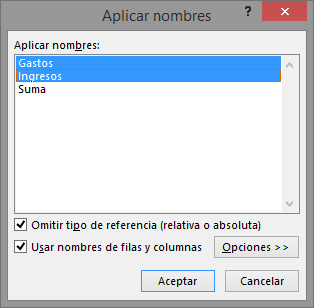 Aplicar nombres
? ×
Aplicar nombres:
Gastos
Ingresos
Suma
Omitir tipo de referencia (relativa o absoluta)
Usar nombres de filas y columnas
Opciones >>
Aceptar
Cancelar